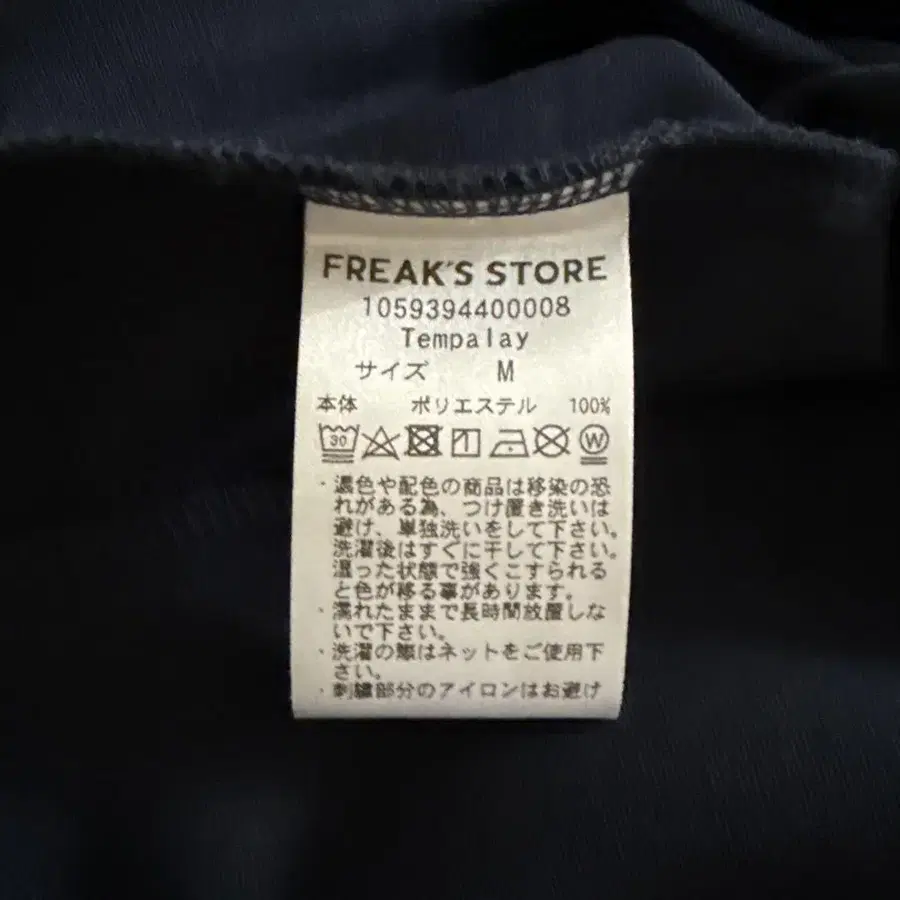 FREAK'S STORE
1059394400008
Tempalay
サイズ M
本体 ポリエステル 100%
30
W
・濃色や配色の商品は移染の恐
れがある為、つけ置き洗いは
避け、単独洗いをして下さい。
洗濯後はすぐに干して下さい。
湿った状態で強くこすられる
と色が移る事があります。
・濡れたままで長時間放置しな
いで下さい。
・洗濯の際はネットをご使用下
さい。
・刺繍部分のアイロンはお避け